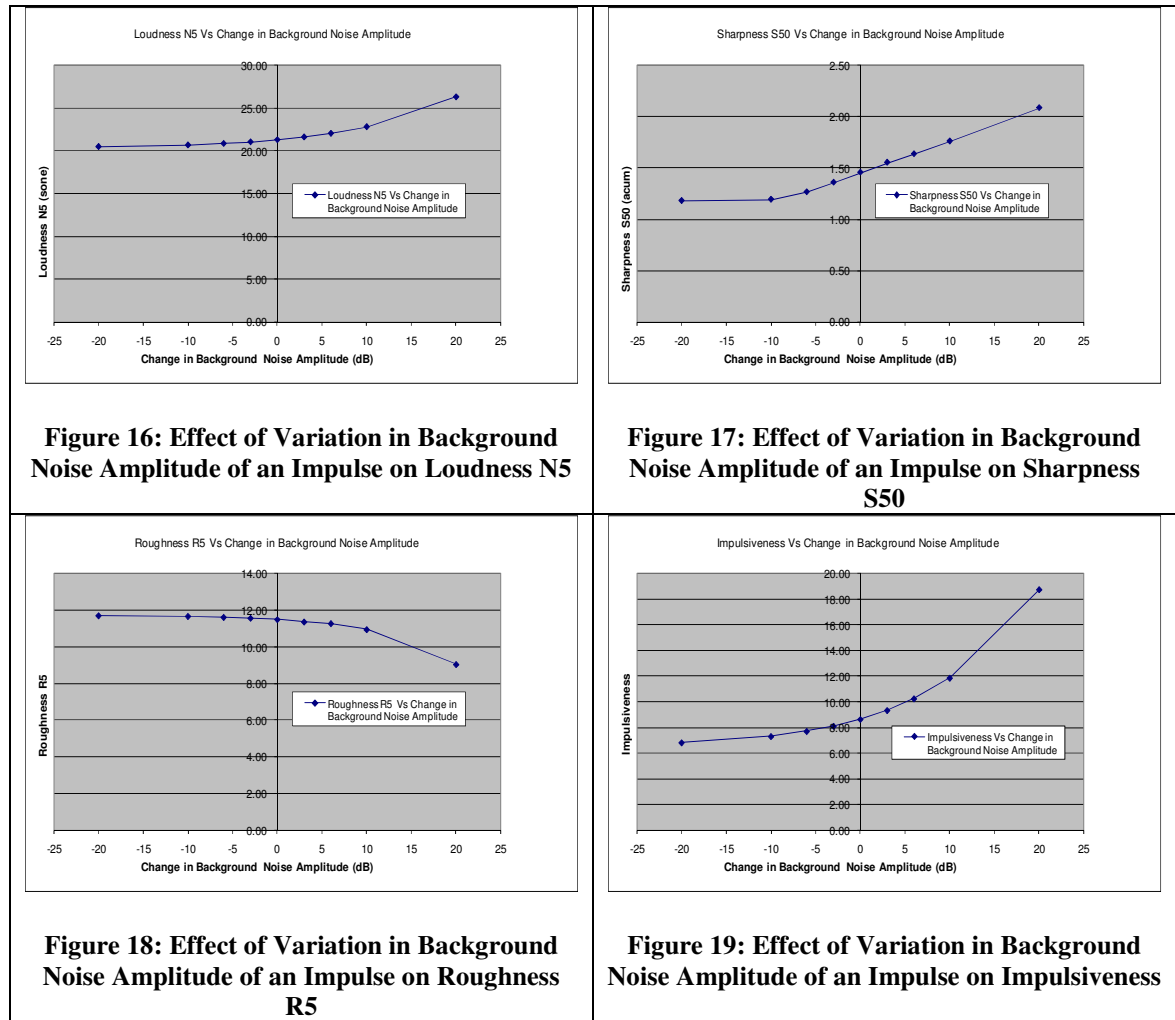 Loudness N5 Vs Change in Background Noise Amplitude
30.00
25.00
20.00
15.00
10.00
5.00
0.00
-25 -20 -15 -10 -5 0 5 10 15 20 25
Change in Background Noise Amplitude (dB)
Loudness N5 (sone)
Loudness N5 Vs Change in
Background Noise Amplitude
Figure 16: Effect of Variation in Background
Noise Amplitude of an Impulse on Loudness N5
Sharpness S50 Vs Change in Background Noise Amplitude
2.50
2.00
1.50
1.00
0.50
0.00
-25 -20 -15 -10 -5 0 5 10 15 20 25
Change in Background Noise Amplitude (dB)
Sharpness S50 (acum)
Sharpness S50 Vs Change in
Background Noise Amplitude
Figure 17: Effect of Variation in Background
Noise Amplitude of an Impulse on Sharpness
S50
Roughness R5 Vs Change in Background Noise Amplitude
14.00
12.00
10.00
8.00
6.00
4.00
2.00
0.00
-25 -20 -15 -10 -5 0 5 10 15 20 25
Change in Background Noise Amplitude (dB)
Roughness R5
Roughness R5 Vs Change in
Background Noise Amplitude
Figure 18: Effect of Variation in Background
Noise Amplitude of an Impulse on Roughness
R5
Impulsiveness Vs Change in Background Noise Amplitude
20.00
18.00
16.00
14.00
12.00
10.00
8.00
6.00
4.00
2.00
0.00
-25 -20 -15 -10 -5 0 5 10 15 20 25
Change in Background Noise Amplitude (dB)
Impulsiveness
Impulsiveness Vs Change in
Background Noise Amplitude
Figure 19: Effect of Variation in Background
Noise Amplitude of an Impulse on Impulsiveness